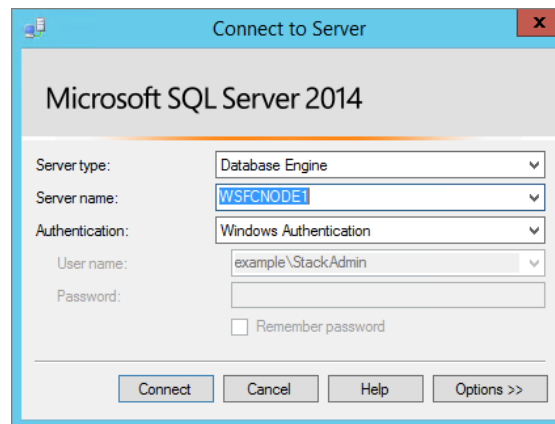 Connect to Server
x
Microsoft SQL Server 2014
Server type: Database Engine
Server name: WSFCNODE1
Authentication: Windows Authentication
User name: example\StackAdmin
Password:
Remember password
Connect Cancel Help Options >>